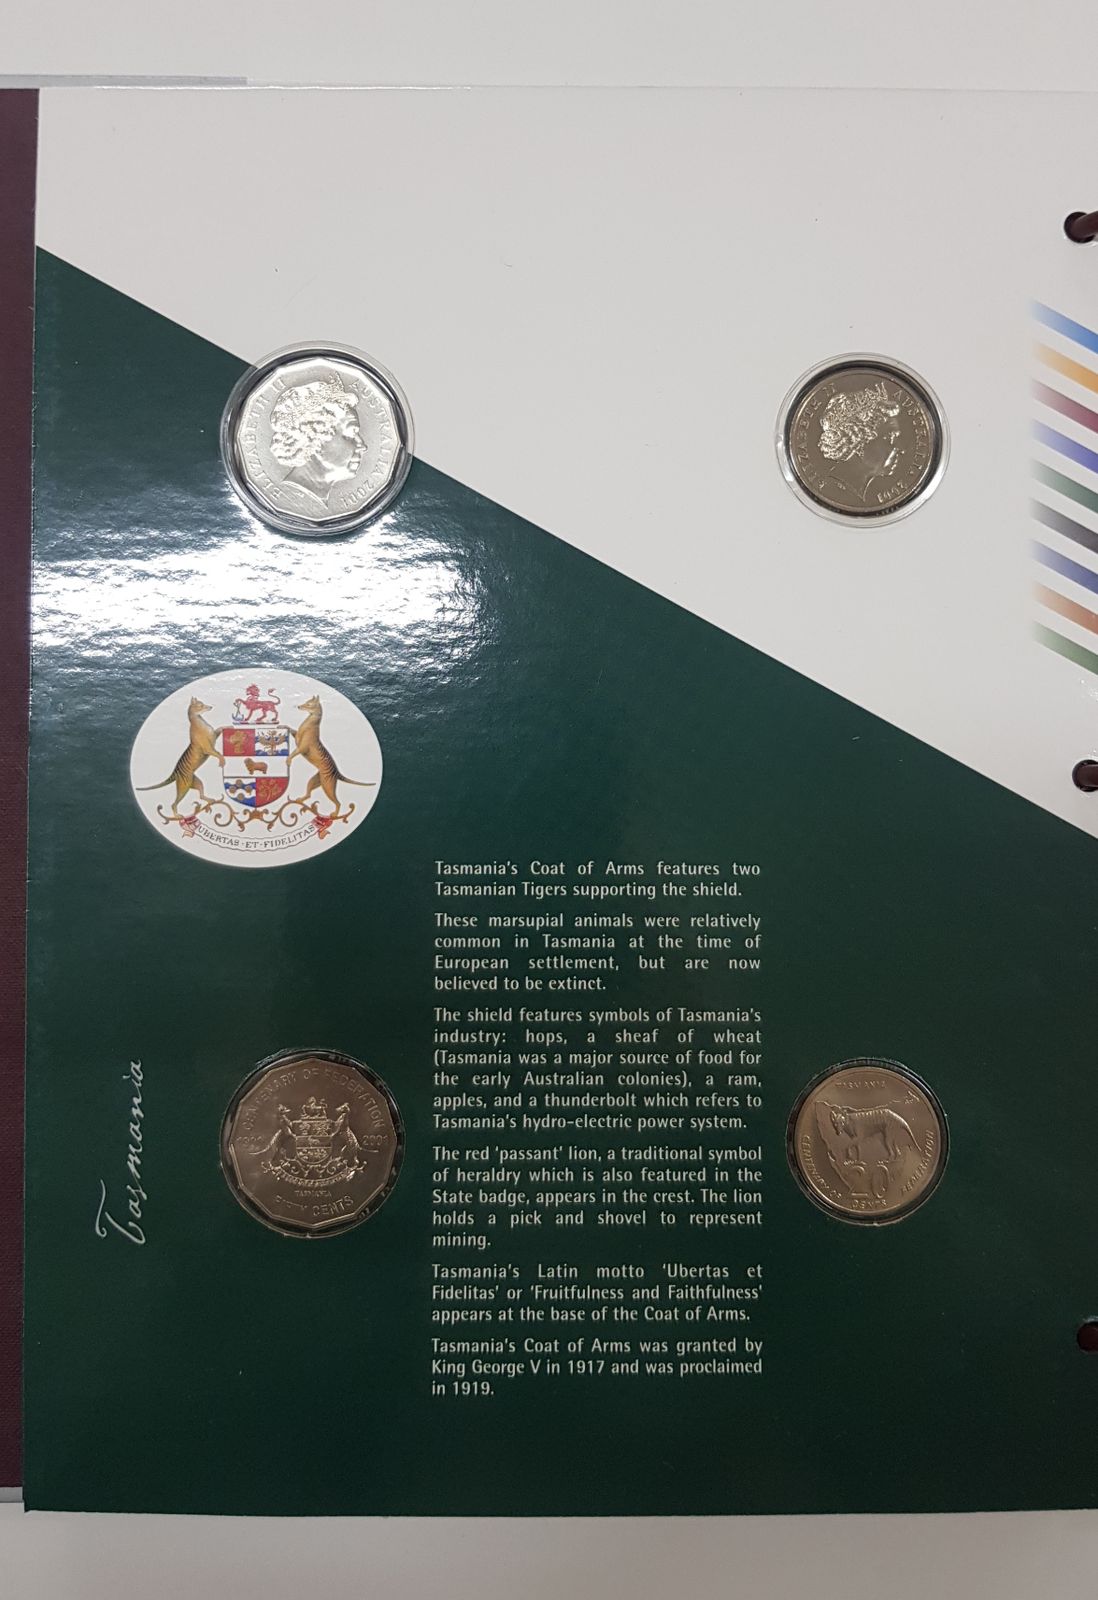 ELIZABETH II AUSTRALIA 2001
ELIZABETH II AUSTRALIA 2001
UBERTAS·ET·FIDELITAS
Tasmania's Coat of Arms features two
Tasmanian Tigers supporting the shield.
These marsupial animals were relatively
common in Tasmania at the time of
European settlement, but are now
believed to be extinct.
The shield features symbols of Tasmania's
industry: hops, a sheaf of wheat
(Tasmania was a major source of food for
the early Australian colonies), a ram,
apples, and a thunderbolt which refers to
Tasmania's hydro-electric power system.
The red 'passant' lion, a traditional symbol
of heraldry which is also featured in the
State badge, appears in the crest. The lion
holds a pick and shovel to represent
mining.
Tasmania's Latin motto 'Ubertas et
Fidelitas' or 'Fruitfulness and Faithfulness'
appears at the base of the Coat of Arms.
Tasmania's Coat of Arms was granted by
King George V in 1917 and was proclaimed
in 1919.
Tasmania
CENTENARY OF FEDERATION
1901 2001
TASMANIA
FIFTY CENTS
TASMANIA
CENTENARY OF FEDERATION
20
CENTS